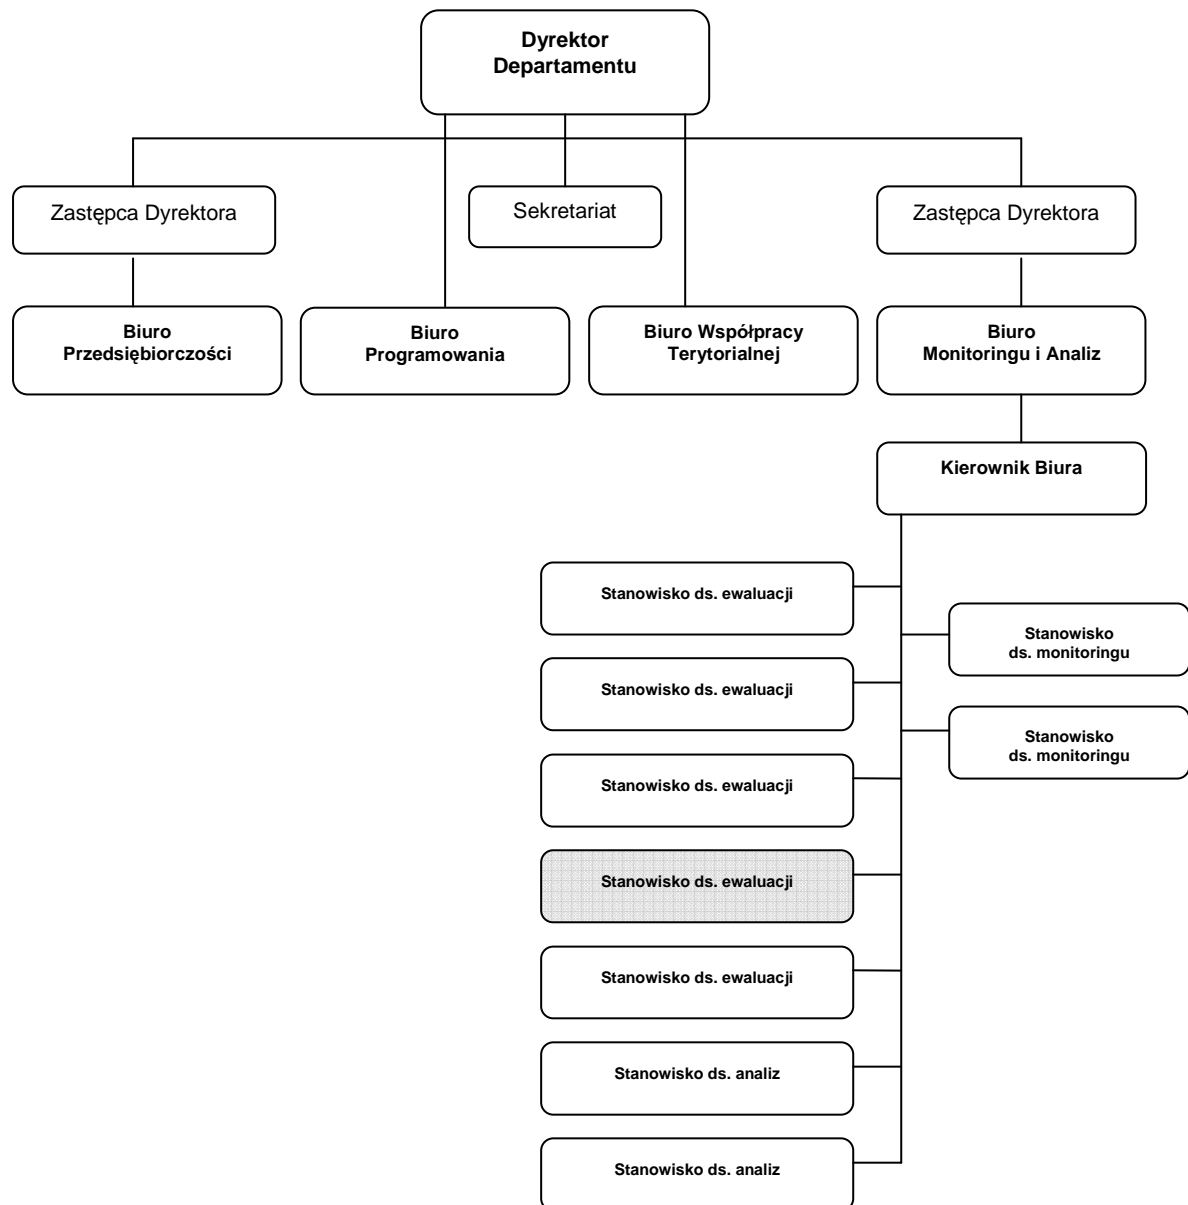 Dyrektor
Departamentu
Zastępca Dyrektora
Sekretariat
Zastępca Dyrektora
Biuro
Przedsiębiorczości
Biuro
Programowania
Biuro Współpracy
Terytorialnej
Biuro
Monitoringu i Analiz
Kierownik Biura
Stanowisko ds. ewaluacji
Stanowisko
ds. monitoringu
Stanowisko ds. ewaluacji
Stanowisko
ds. monitoringu
Stanowisko ds. ewaluacji
Stanowisko ds. ewaluacji
Stanowisko ds. ewaluacji
Stanowisko ds. analiz
Stanowisko ds. analiz